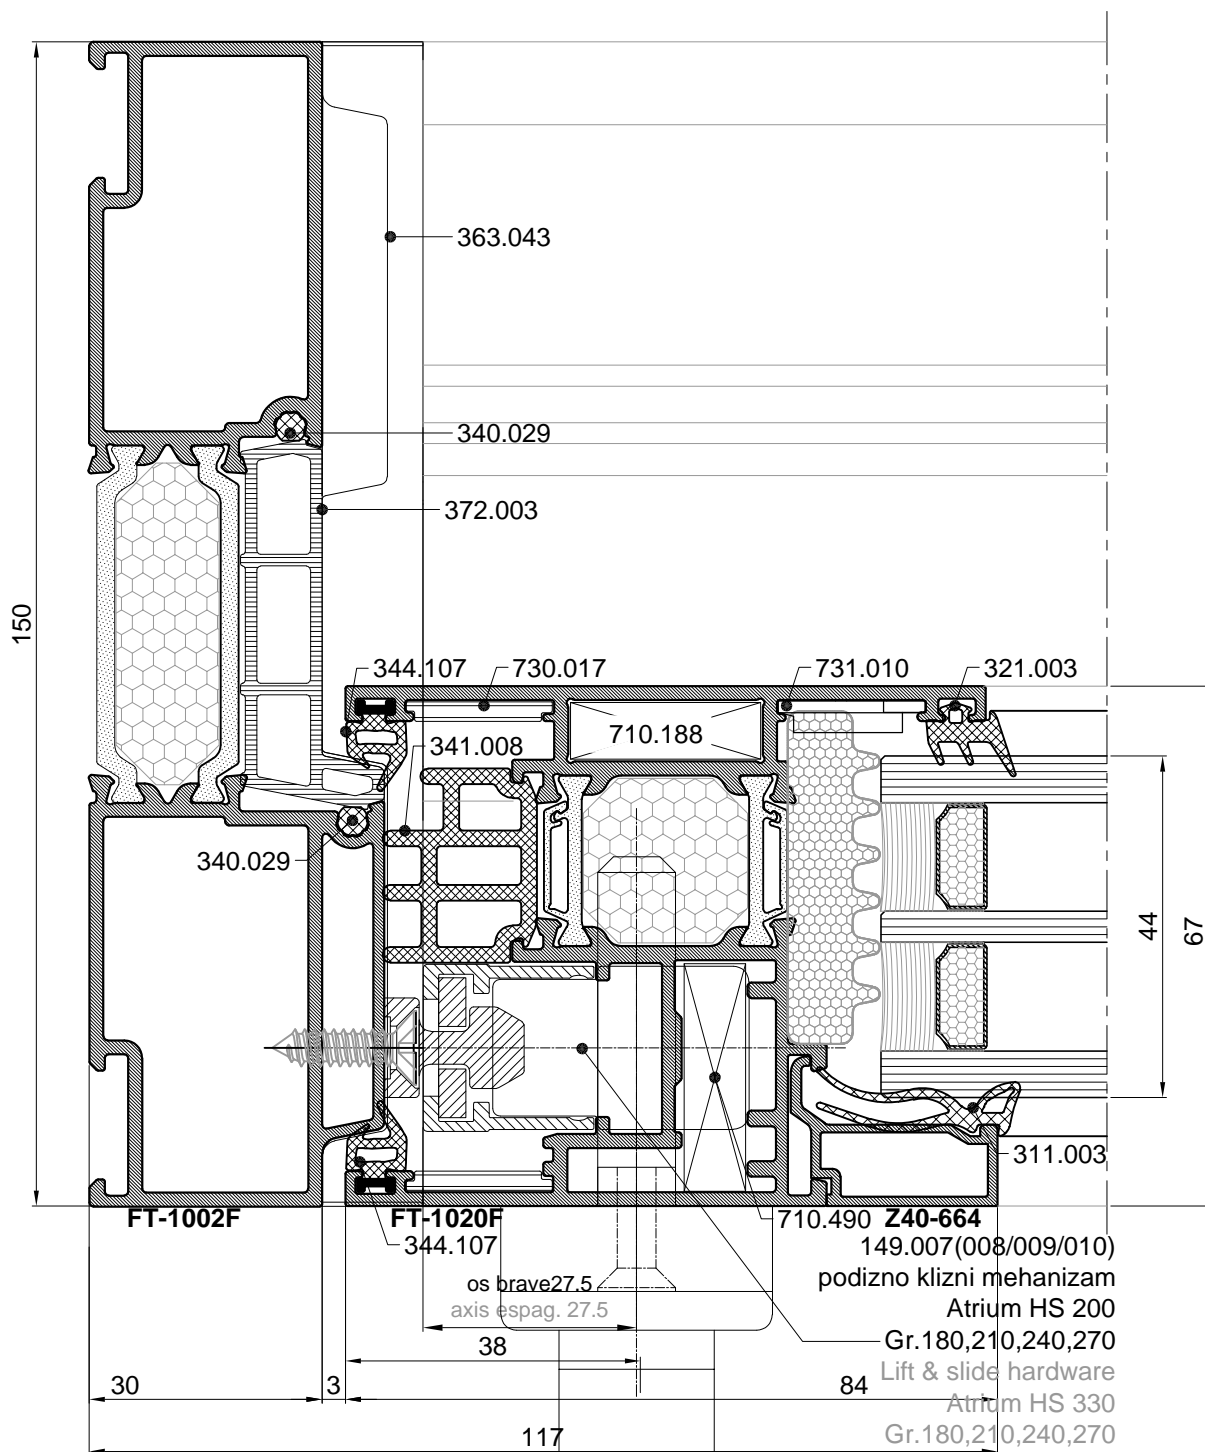 363.043
340.029
372.003
150
344.107
730.017
731.010
321.003
341.008
710.188
340.029
44
67
311.003
FT-1002F
FT-1020F
710.490
Z40-664
344.107
149.007(008/009/010)
podizno klizni mehanizam
Atrium HS 200
Gr.180,210,240,270
Lift & slide hardware
Atrium HS 330
Gr.180,210,240,270
os brave27.5
axis espag. 27.5
38
30
3
84
117